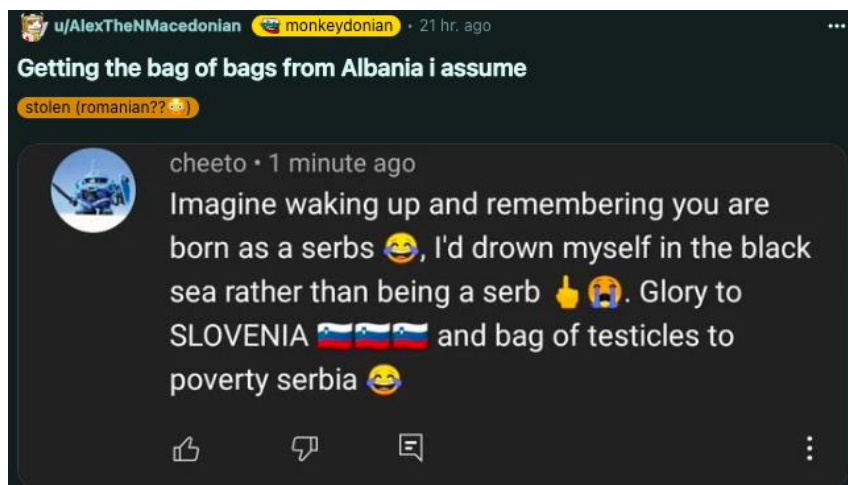 u/AlexTheNMacedonian monkeydonian · 21 hr. ago
Getting the bag of bags from Albania i assume
stolen (romanian??😳)
cheeto • 1 minute ago
Imagine waking up and remembering you are
born as a serbs 😂, I'd drown myself in the black
sea rather than being a serb 🖕😭. Glory to
SLOVENIA 🇸🇮🇸🇮🇸🇮 and bag of testicles to
poverty serbia 😂